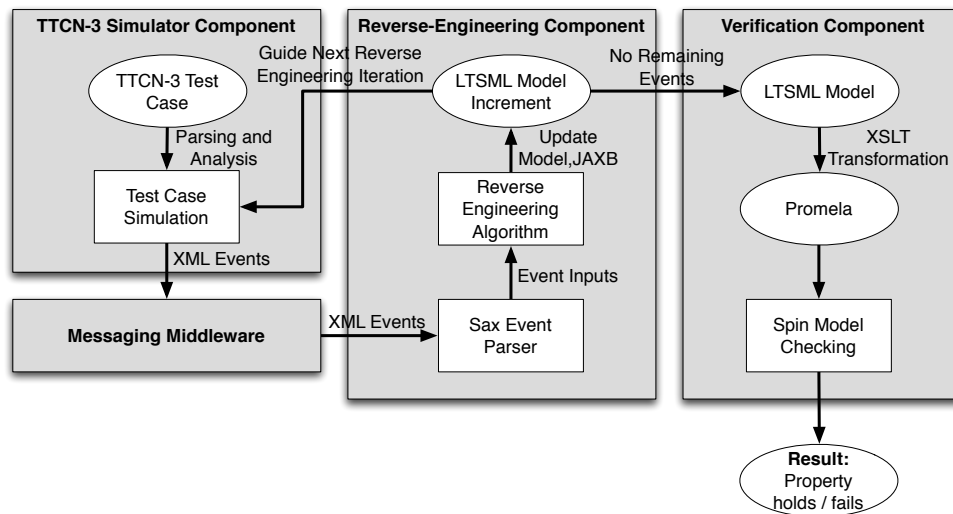 TTCN-3 Simulator Component
TTCN-3 Test
Case
Parsing and
Analysis
Test Case
Simulation
XML Events
Messaging Middleware
XML Events
Reverse-Engineering Component
Guide Next Reverse
Engineering Iteration
LTSML Model
Increment
Update
Model,JAXB
Reverse
Engineering
Algorithm
Event Inputs
Sax Event
Parser
No Remaining
Events
Verification Component
LTSML Model
XSLT
Transformation
Promela
Spin Model
Checking
Result:
Property
holds / fails